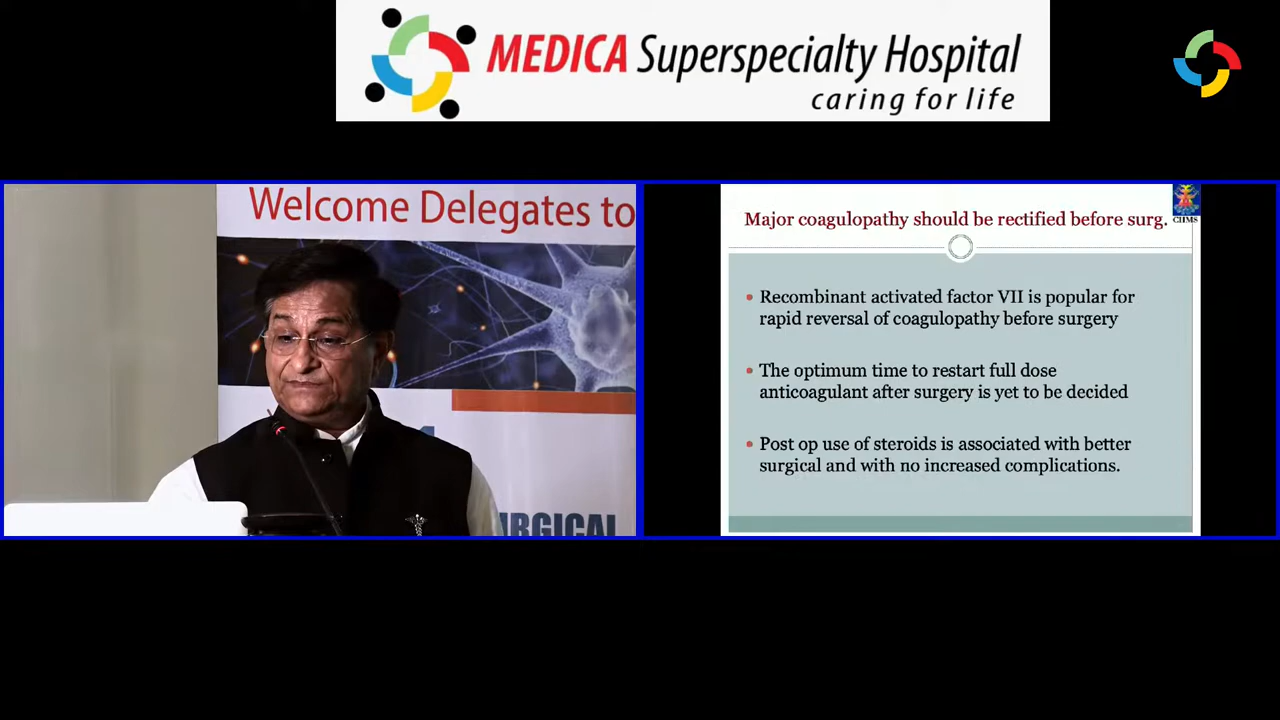 MEDICA Superspecialty Hospital
caring for life
Welcome Delegates to
URGICAL
CIIMS
Major coagulopathy should be rectified before surg.
• Recombinant activated factor VII is popular for
rapid reversal of coagulopathy before surgery
• The optimum time to restart full dose
anticoagulant after surgery is yet to be decided
• Post op use of steroids is associated with better
surgical and with no increased complications.